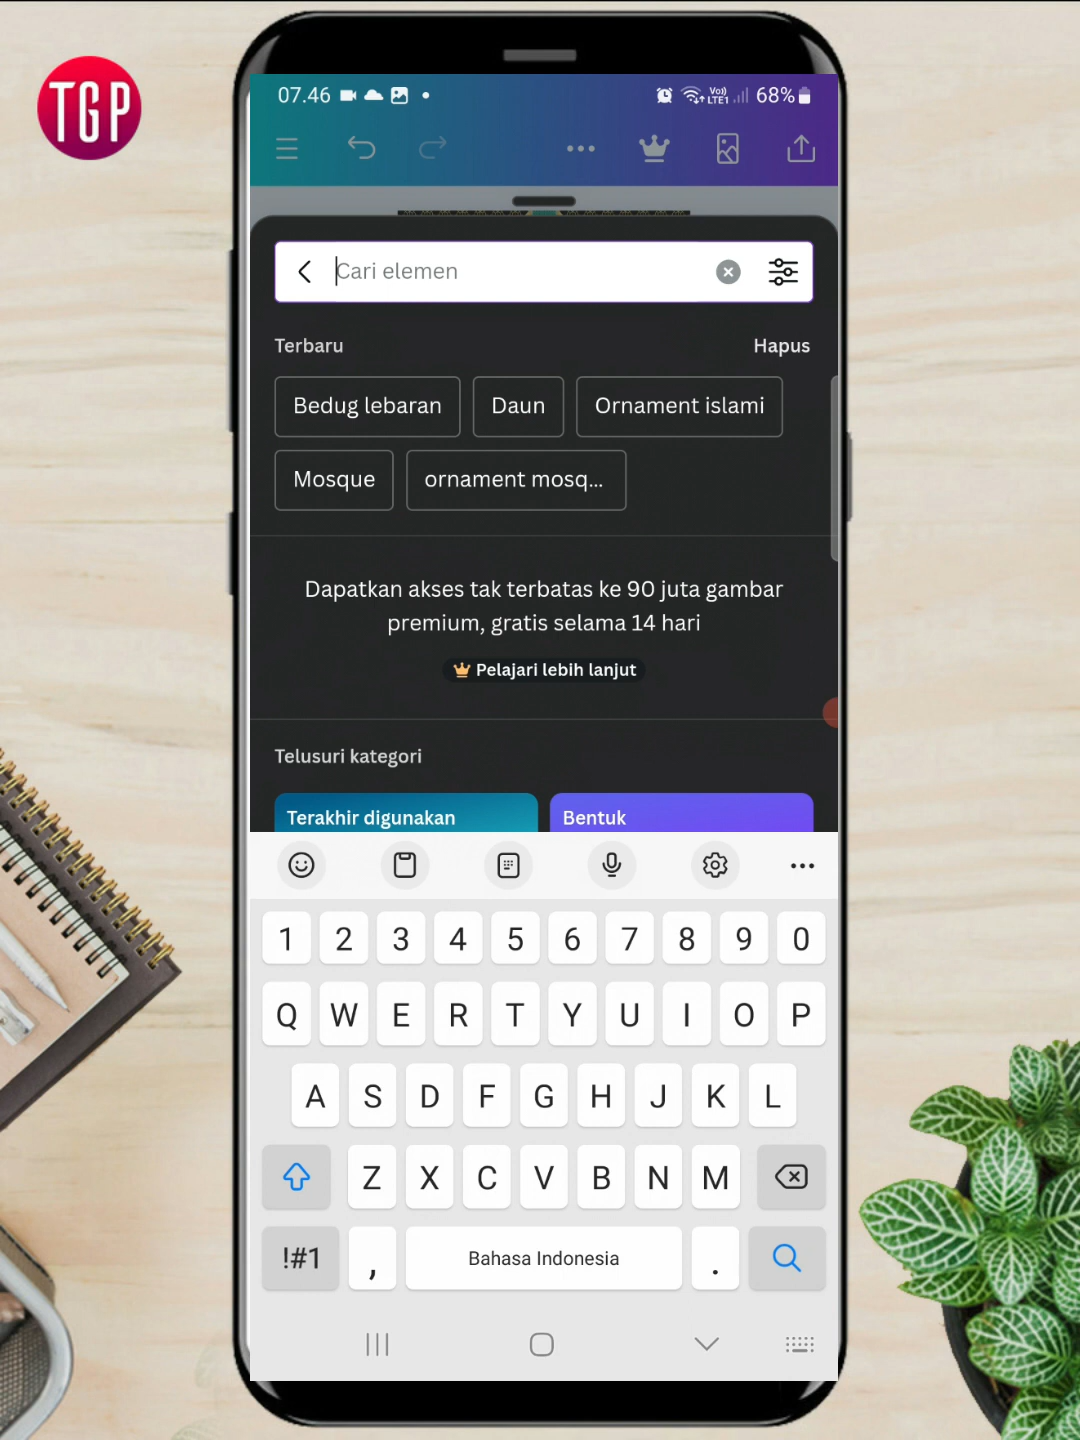 TGP
07.46
Vo))
LTE1
68%
Cari elemen
Terbaru
Hapus
Bedug lebaran
Daun
Ornament islami
Mosque
ornament mosq...
Dapatkan akses tak terbatas ke 90 juta gambar
premium, gratis selama 14 hari
Pelajari lebih lanjut
Telusuri kategori
Terakhir digunakan
Bentuk
1 2 3 4 5 6 7 8 9 0
Q W E R T Y U I O P
A S D F G H J K L
Z X C V B N M
!#1 , Bahasa Indonesia .